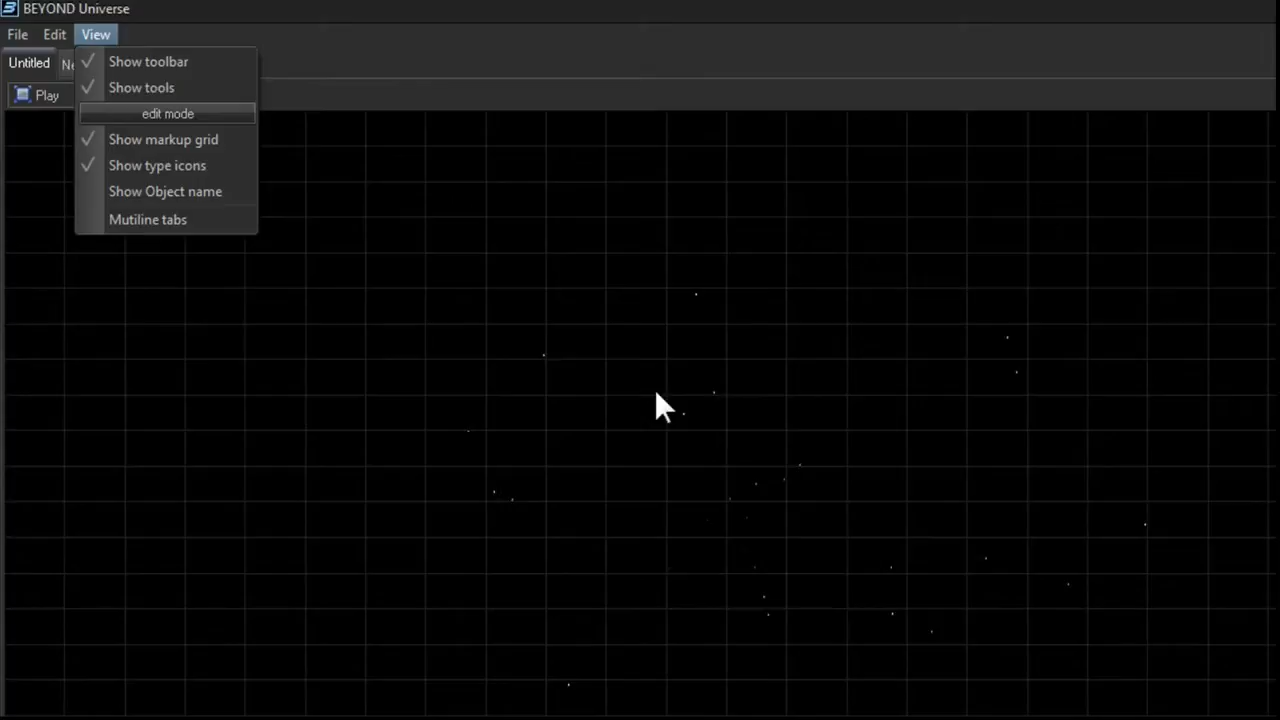 BEYOND Universe
File Edit View
Untitled
Show toolbar
Show tools
Play
edit mode
Show markup grid
Show type icons
Show Object name
Mutiline tabs